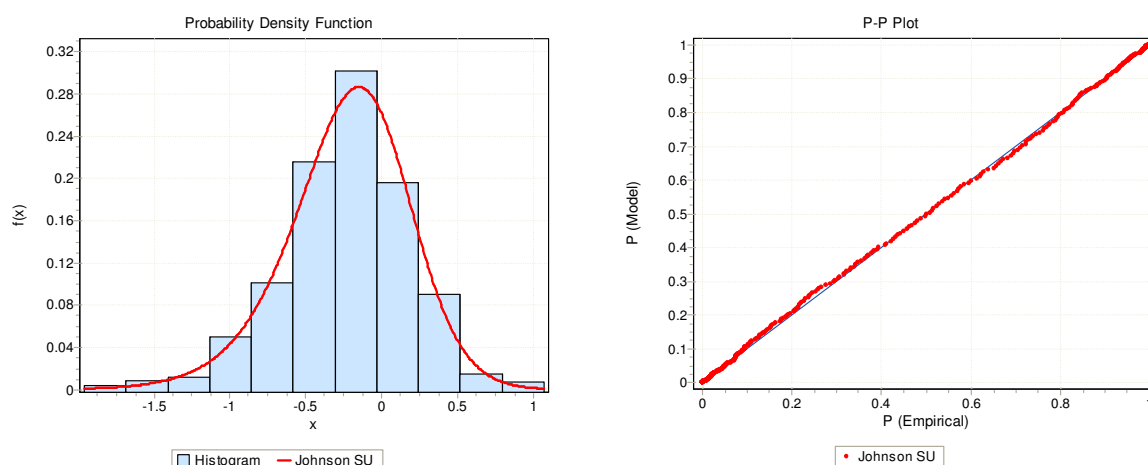 Probability Density Function
0.32
0.28
0.24
0.2
0.16
0.12
0.08
0.04
0
f(x)
-1.5 -1 -0.5 0 0.5 1
x
Histogram Johnson SU
P-P Plot
1
0.9
0.8
0.7
0.6
0.5
0.4
0.3
0.2
0.1
0
P (Model)
0 0.2 0.4 0.6 0.8 1
P (Empirical)
Johnson SU